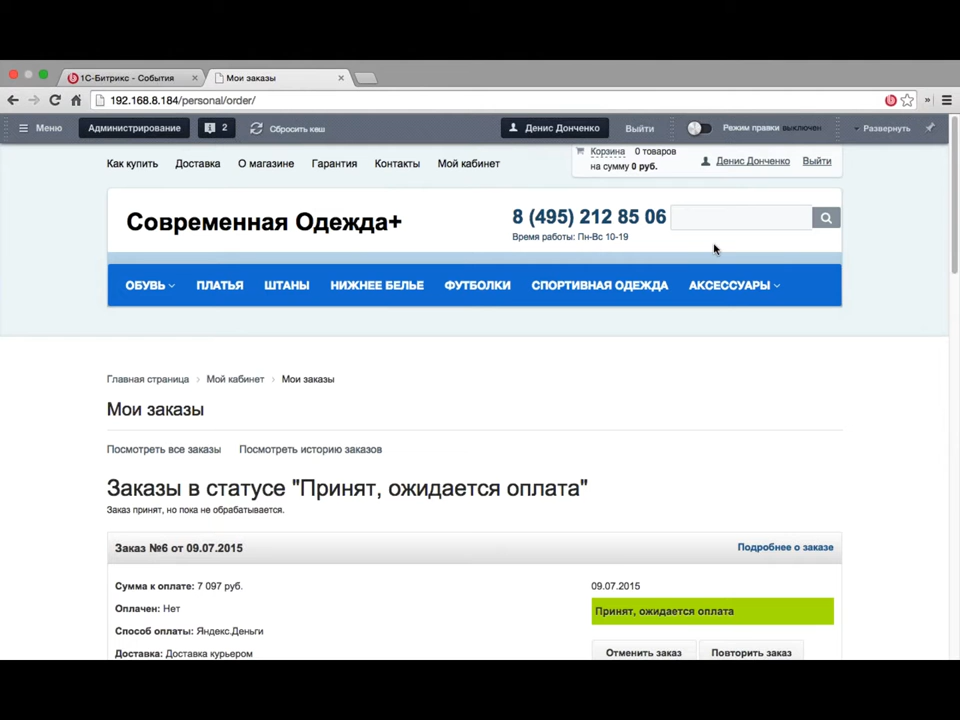 1С-Битрикс - События
Мои заказы
192.168.8.184/personal/order/
Меню
Администрирование
2
Сбросить кеш
Денис Донченко
Выйти
Режим правки выключен
Развернуть
Как купить
Доставка
О магазине
Гарантия
Контакты
Мой кабинет
Корзина 0 товаров
на сумму 0 руб.
Денис Донченко
Выйти
Современная Одежда+
8 (495) 212 85 06
Время работы: Пн-Вс 10-19
ОБУВЬ
ПЛАТЬЯ
ШТАНЫ
НИЖНЕЕ БЕЛЬЕ
ФУТБОЛКИ
СПОРТИВНАЯ ОДЕЖДА
АКСЕССУАРЫ
Главная страница > Мой кабинет > Мои заказы
Мои заказы
Посмотреть все заказы
Посмотреть историю заказов
Заказы в статусе "Принят, ожидается оплата"
Заказ принят, но пока не обрабатывается.
Заказ №6 от 09.07.2015
Подробнее о заказе
Сумма к оплате: 7 097 руб.
09.07.2015
Оплачен: Нет
Принят, ожидается оплата
Способ оплаты: Яндекс.Деньги
Доставка: Доставка курьером
Отменить заказ
Повторить заказ